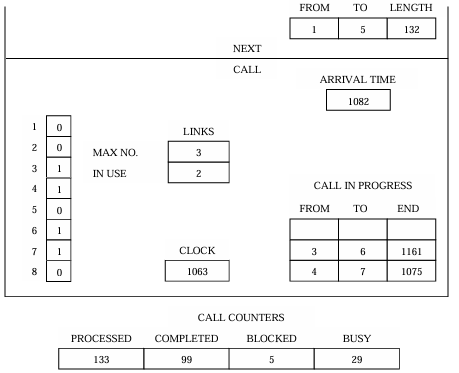 FROM TO LENGTH
1 5 132
NEXT
CALL
ARRIVAL TIME
1082
1 0
2 0
3 1
4 1
5 0
6 1
7 1
8 0
LINKS
MAX NO. 3
IN USE 2
CLOCK
1063
CALL IN PROGRESS
FROM TO END
3 6 1161
4 7 1075
CALL COUNTERS
PROCESSED COMPLETED BLOCKED BUSY
133 99 5 29